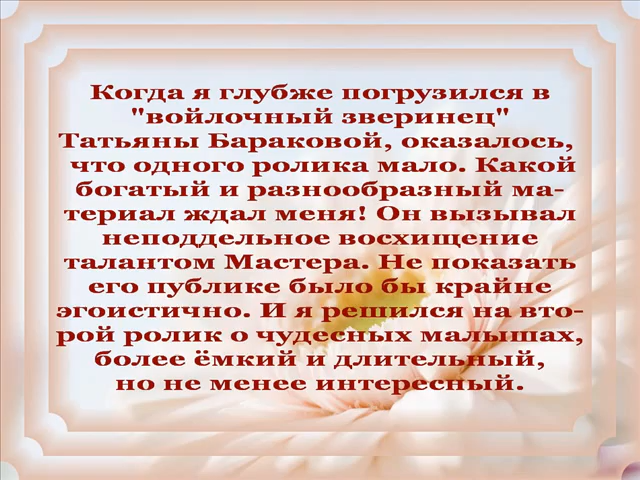 Когда я глубже погрузился в
"войлочный зверинец"
Татьяны Бараковой, оказалось,
что одного ролика мало. Какой
богатый и разнообразный ма-
териал ждал меня! Он вызывал
неподдельное восхищение
талантом Мастера. Не показать
его публике было бы крайне
эгоистично. И я решился на вто-
рой ролик о чудесных малышах,
более ёмкий и длительный,
но не менее интересный.